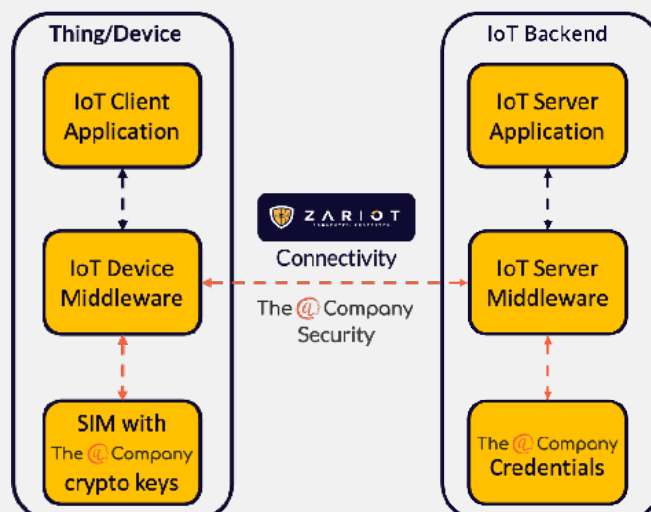 Thing/Device
IoT Client
Application
IoT Device
Middleware
SIM with
The @ Company
crypto keys
ZARIOT
Connectivity
The @ Company
Security
IoT Backend
IoT Server
Application
IoT Server
Middleware
The @ Company
Credentials